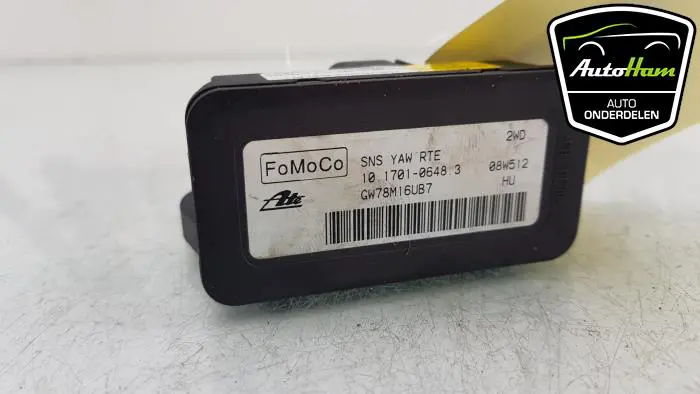 AutoHam
AUTO
ONDERDELEN
2WD
FoMoCo
SNS YAW RTE
10.1701-0648.3
08W512
Ate
GW78M16UB7
HU